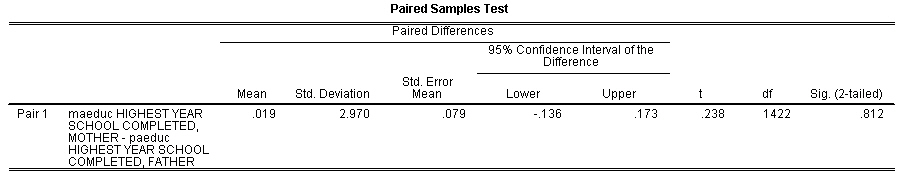 Paired Samples Test
Paired Differences
95% Confidence Interval of the
Difference
Std. Error
Mean Std. Deviation Mean Lower Upper t df Sig. (2-tailed)
Pair 1 maeduc HIGHEST YEAR .019 2.970 .079 -.136 .173 .238 1422 .812
SCHOOL COMPLETED,
MOTHER - paeduc
HIGHEST YEAR SCHOOL
COMPLETED, FATHER